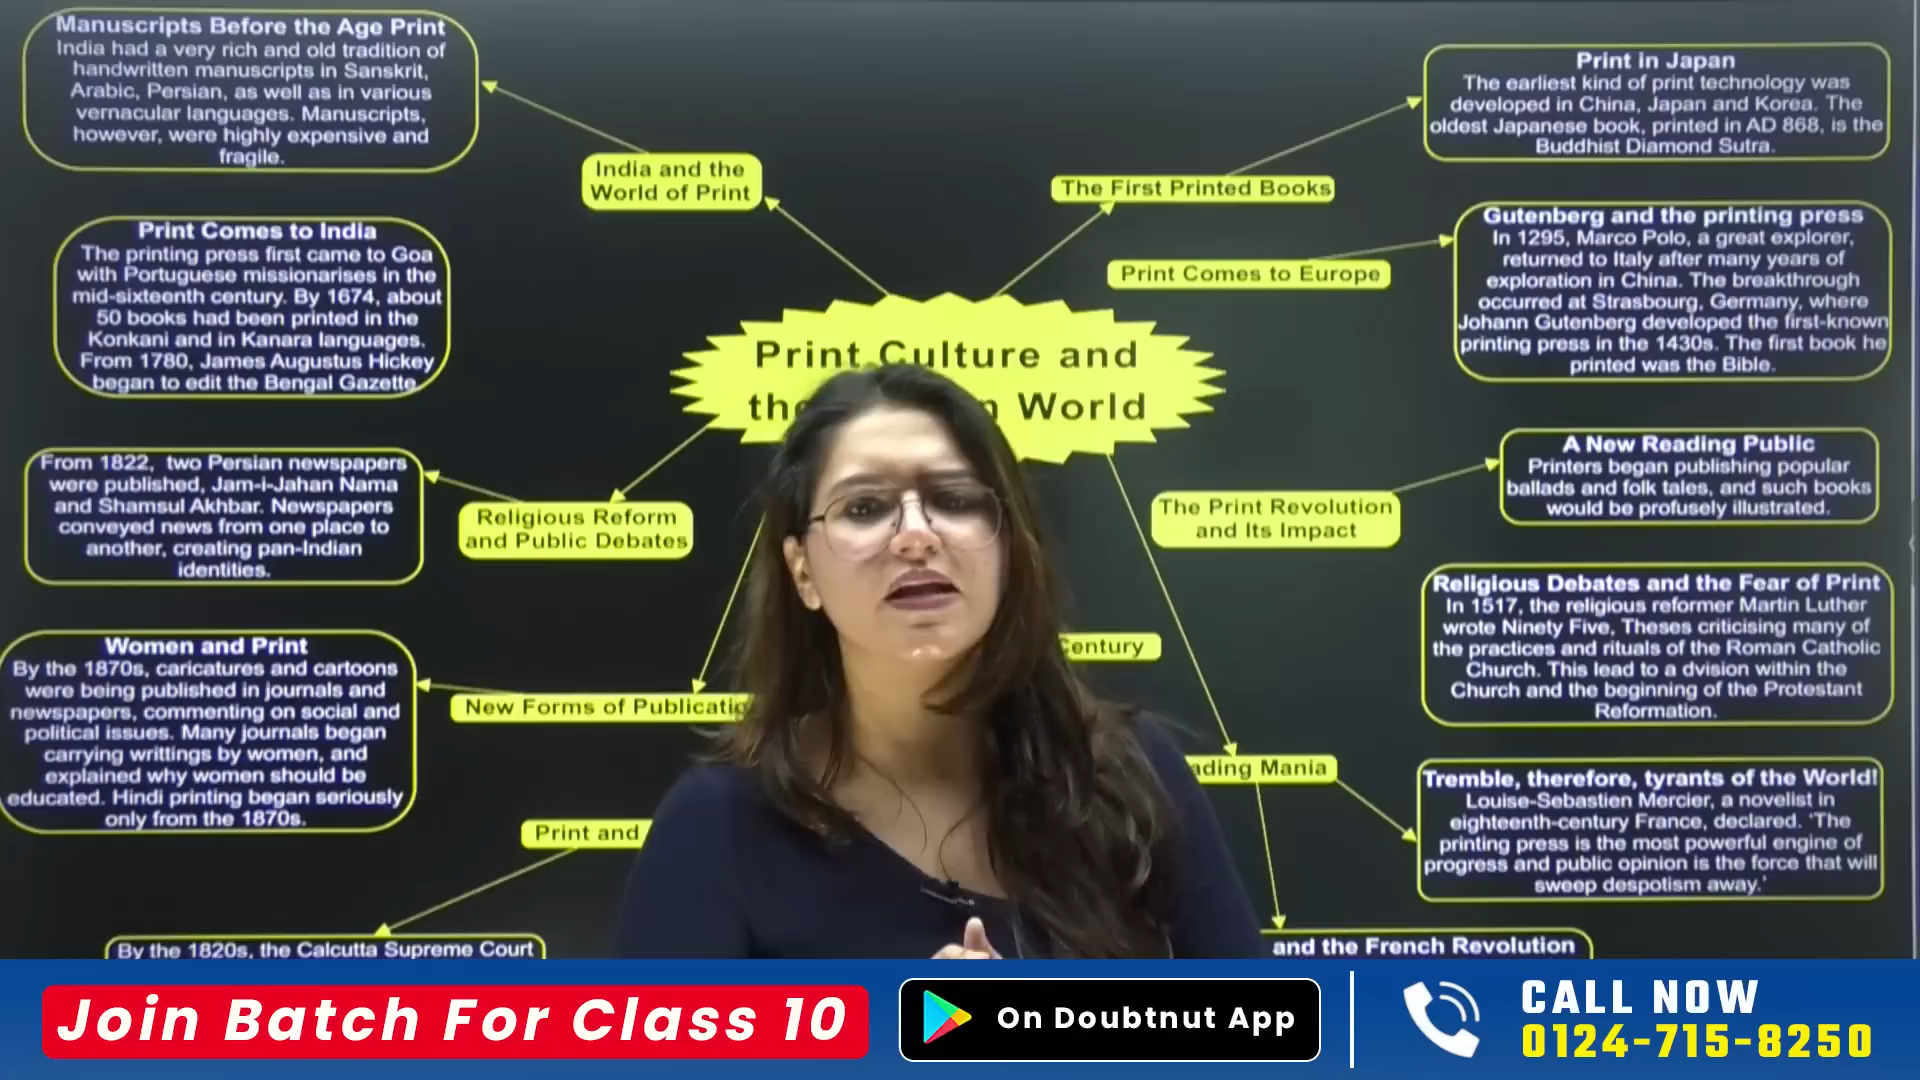 Manuscripts Before the Age Print
India had a very rich and old tradition of
handwritten manuscripts in Sanskrit,
Arabic, Persian, as well as in various
vernacular languages. Manuscripts,
however, were highly expensive and
fragile.
India and the
World of Print
Print Comes to India
The printing press first came to Goa
with Portuguese missionarises in the
mid-sixteenth century. By 1674, about
50 books had been printed in the
Konkani and in Kanara languages.
From 1780, James Augustus Hickey
began to edit the Bengal Gazette
From 1822, two Persian newspapers
were published, Jam-i-Jahan Nama
and Shamsul Akhbar. Newspapers
conveyed news from one place to
another, creating pan-Indian
identities.
Religious Reform
and Public Debates
Women and Print
By the 1870s, caricatures and cartoons
were being published in journals and
newspapers, commenting on social and
political issues. Many journals began
carrying writtings by women, and
explained why women should be
educated. Hindi printing began seriously
only from the 1870s.
New Forms of
Print and
By the 1820s, the Calcutta Supreme Court
Print Culture and
World
The First Printed Books
Print in Japan
The earliest kind of print technology was
developed in China, Japan and Korea. The
oldest Japanese book, printed in AD 868, is the
Buddhist Diamond Sutra.
Print Comes to Europe
Gutenberg and the printing press
In 1295, Marco Polo, a great explorer,
returned to Italy after many years of
exploration in China. The breakthrough
occurred at Strasbourg, Germany, where
Johann Gutenberg developed the first-known
printing press in the 1430s. The first book he
printed was the Bible.
The Print Revolution
and Its Impact
A New Reading Public
Printers began publishing popular
ballads and folk tales, and such books
would be profusely illustrated.
Religious Debates and the Fear of Print
In 1517, the religious reformer Martin Luther
wrote Ninety Five, Theses criticising many of
the practices and rituals of the Roman Catholic
Church. This lead to a dvision within the
Church and the beginning of the Protestant
Reformation.
Century
Mania
Tremble, therefore, tyrants of the World!
Louise-Sebastien Mercier, a novelist in
eighteenth-century France, declared. 'The
printing press is the most powerful engine of
progress and public opinion is the force that will
sweep despotism away.'
and the French Revolution
Join Batch For Class 10
On Doubtnut App
CALL NOW
0124-715-8250